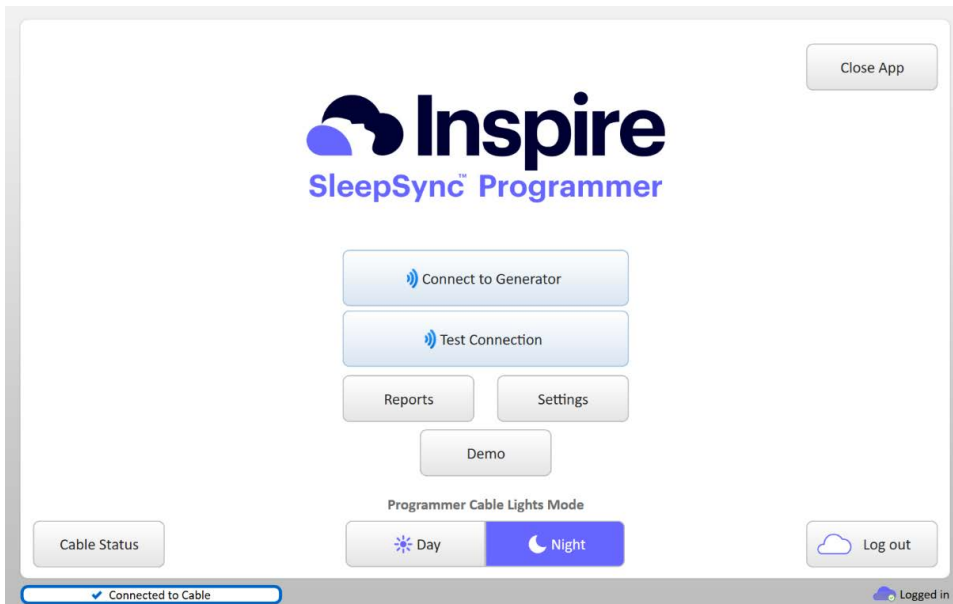 Close App
Inspire
SleepSync™ Programmer
Connect to Generator
Test Connection
Reports
Settings
Demo
Programmer Cable Lights Mode
Cable Status
Day
Night
Log out
Connected to Cable
Logged in